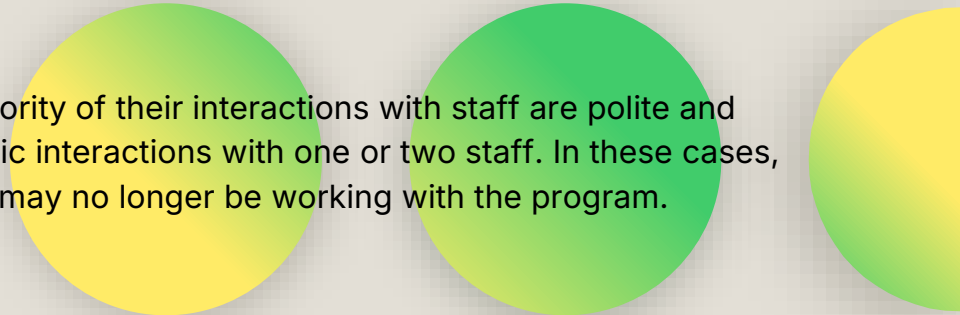 ority of their interactions with staff are polite and
ic interactions with one or two staff. In these cases,
may no longer be working with the program.